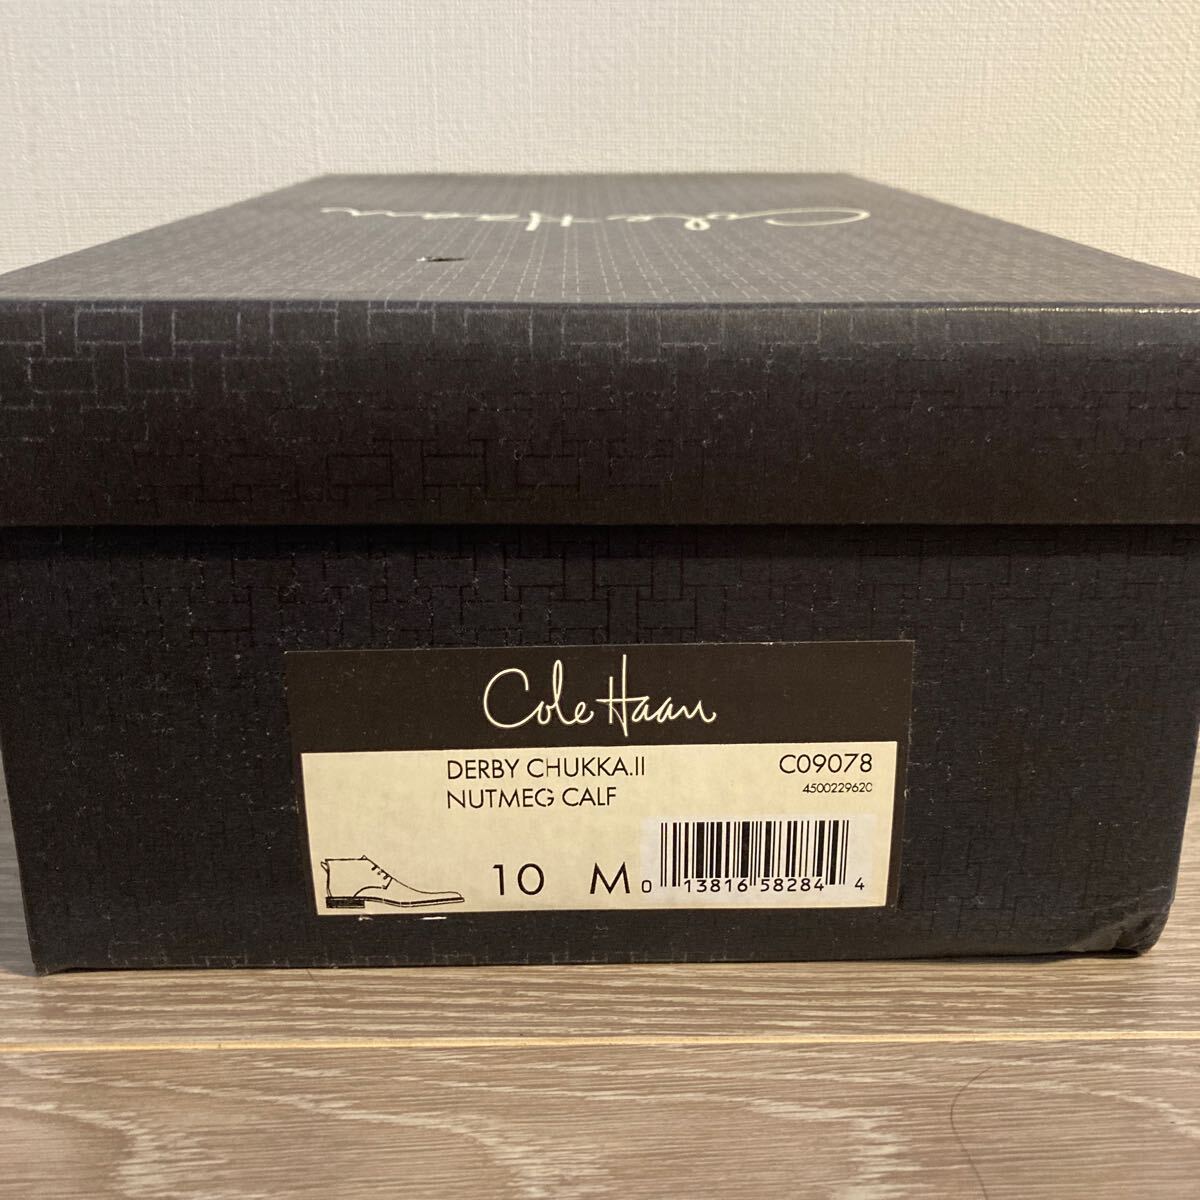 Cole Haan
Cole Haan
DERBY CHUKKA.II C09078
NUTMEG CALF 4500229620
10 M
0 13816 58284 4